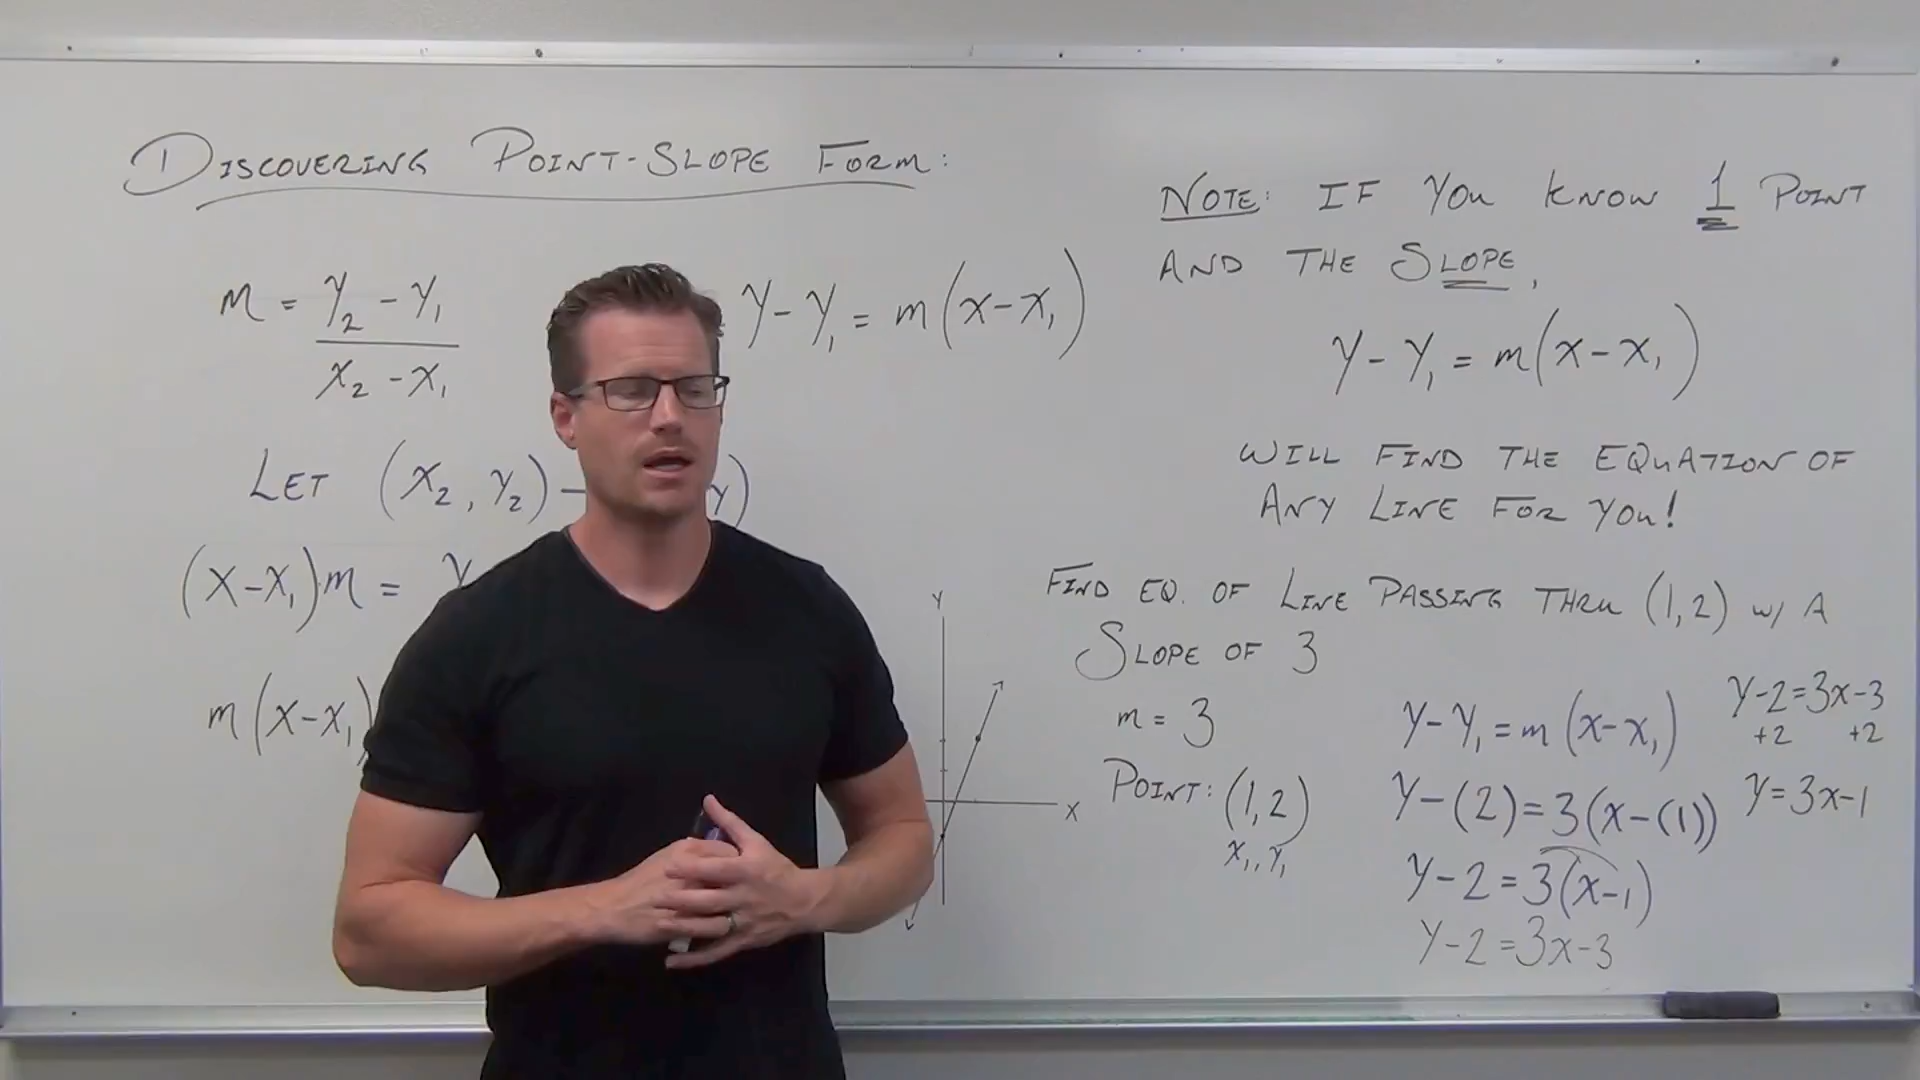 DISCOVERING POINT-SLOPE FORM:
m = y₂ - y₁
x₂ - x₁
y - y₁ = m(x - x₁)
LET (x₂, y₂)
y)
(x - x₁)m = y
m(x - x₁)
y
x
NOTE: IF YOU KNOW 1 POINT
AND THE SLOPE,
y - y₁ = m(x - x₁)
WILL FIND THE EQUATION OF
ANY LINE FOR YOU!
FIND EQ. OF LINE PASSING THRU (1, 2) w/ A
SLOPE OF 3
m = 3
POINT: (1, 2)
x₁, y₁
y - y₁ = m(x - x₁)
y - (2) = 3(x - (1))
y - 2 = 3(x - 1)
y - 2 = 3x - 3
y - 2 = 3x - 3
+2 +2
y = 3x - 1